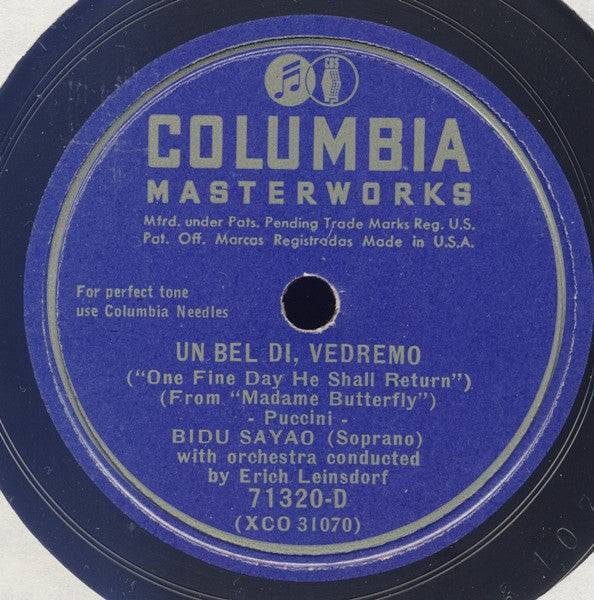 COLUMBIA
MASTERWORKS
Mfrd. under Pats. Pending Trade Marks Reg. U.S.
Pat. Off. Marcas Registradas Made in U.S.A.
For perfect tone
use Columbia Needles
UN BEL DI, VEDREMO
("One Fine Day He Shall Return")
(From "Madame Butterfly")
- Puccini -
BIDU SAYAO (Soprano)
with orchestra conducted
by Erich Leinsdorf
71320-D
(XCO 31070)